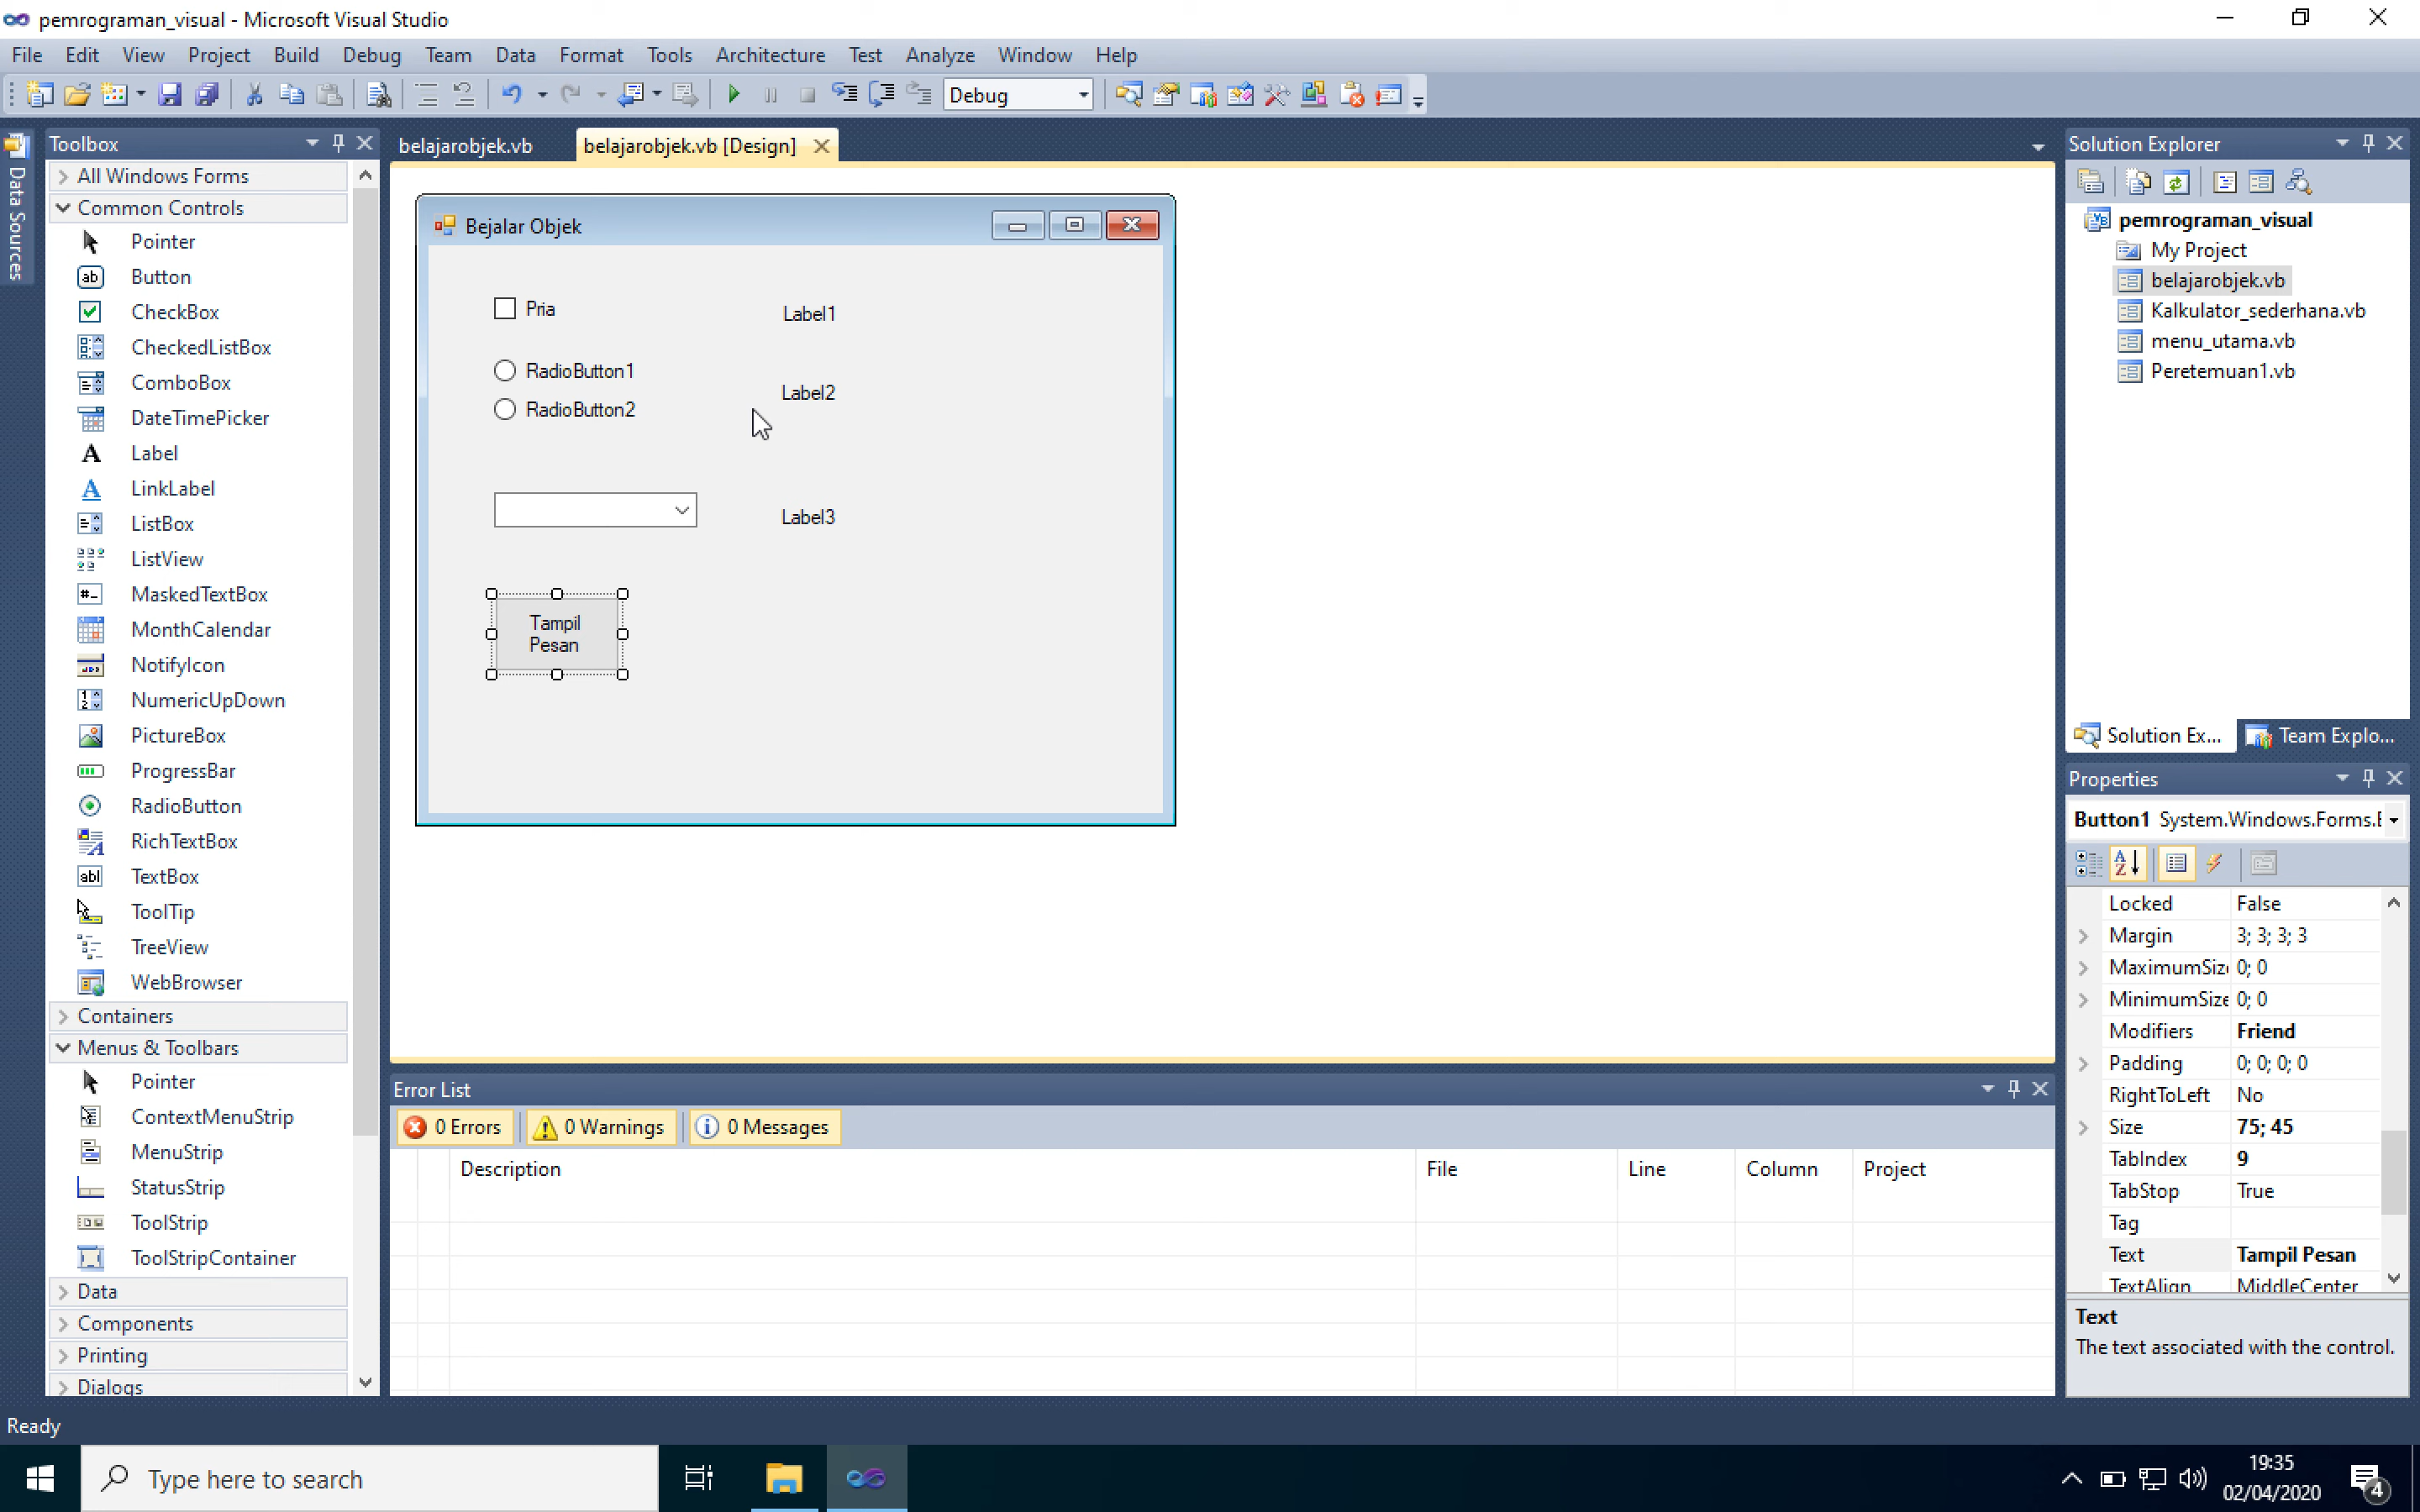 pemrograman_visual - Microsoft Visual Studio
File Edit View Project Build Debug Team Data Format Tools Architecture Test Analyze Window Help
Debug
Data Sources
Toolbox
All Windows Forms
Common Controls
Pointer
Button
CheckBox
CheckedListBox
ComboBox
DateTimePicker
Label
LinkLabel
ListBox
ListView
MaskedTextBox
MonthCalendar
NotifyIcon
NumericUpDown
PictureBox
ProgressBar
RadioButton
RichTextBox
TextBox
ToolTip
TreeView
WebBrowser
Containers
Menus & Toolbars
Pointer
ContextMenuStrip
MenuStrip
StatusStrip
ToolStrip
ToolStripContainer
Data
Components
Printing
Dialogs
belajarobjek.vb belajarobjek.vb [Design]
Bejalar Objek
Pria Label1
RadioButton1
Label2
RadioButton2
Label3
Tampil
Pesan
Error List
0 Errors 0 Warnings 0 Messages
Description File Line Column Project
Solution Explorer
pemrograman_visual
My Project
belajarobjek.vb
Kalkulator_sederhana.vb
menu_utama.vb
Peretemuan1.vb
Solution Ex... Team Explo...
Properties
Button1 System.Windows.Forms.E
Locked False
Margin 3; 3; 3; 3
MaximumSiz 0; 0
MinimumSize 0; 0
Modifiers Friend
Padding 0; 0; 0; 0
RightToLeft No
Size 75; 45
TabIndex 9
TabStop True
Tag
Text Tampil Pesan
TextAlign MiddleCenter
Text
The text associated with the control.
Ready
Type here to search
19:35
02/04/2020
4